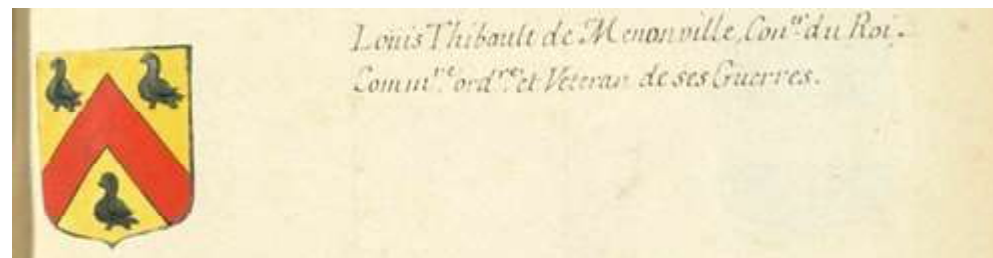 Louis Thibault de Menonville, Con.er du Roi,
Comm.re ord.re et Veteran de ses Guerres.